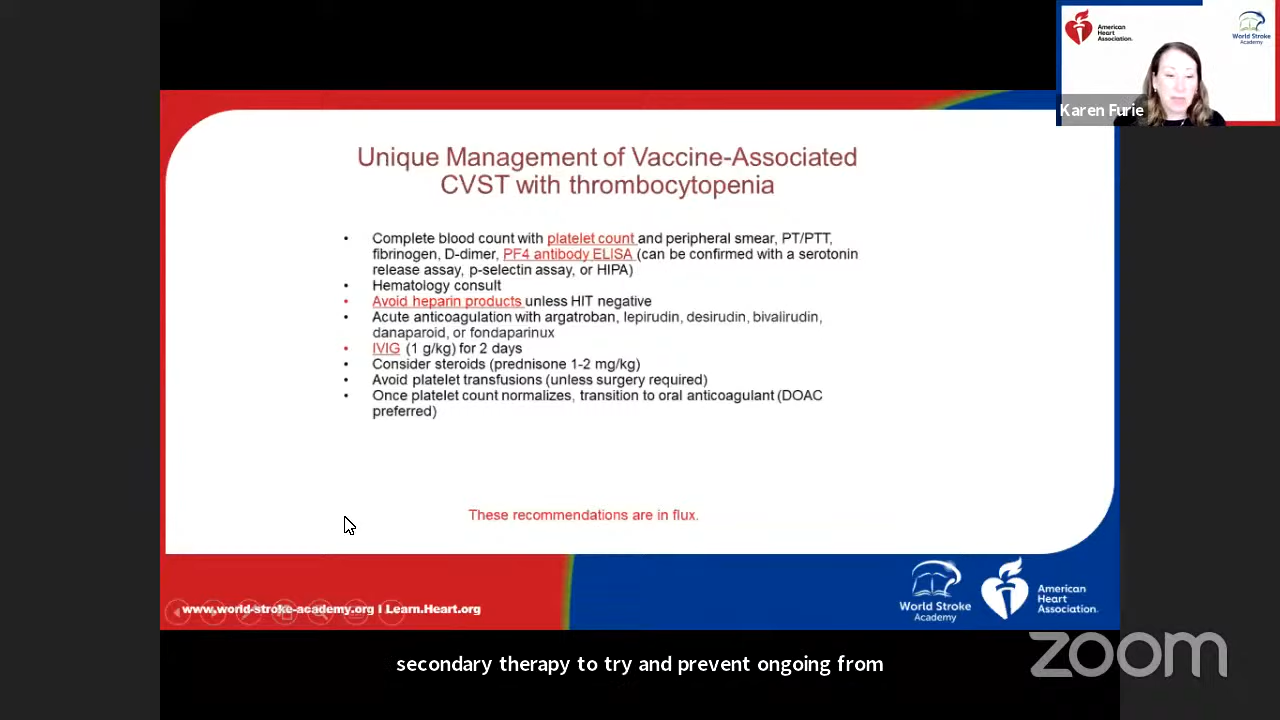 American
Heart
Association.
World Stroke
Academy
Karen Furie
Unique Management of Vaccine-Associated
CVST with thrombocytopenia
• Complete blood count with platelet count and peripheral smear, PT/PTT,
fibrinogen, D-dimer, PF4 antibody ELISA (can be confirmed with a serotonin
release assay, p-selectin assay, or HIPA)
• Hematology consult
• Avoid heparin products unless HIT negative
• Acute anticoagulation with argatroban, lepirudin, desirudin, bivalirudin,
danaparoid, or fondaparinux
• IVIG (1 g/kg) for 2 days
• Consider steroids (prednisone 1-2 mg/kg)
• Avoid platelet transfusions (unless surgery required)
• Once platelet count normalizes, transition to oral anticoagulant (DOAC
preferred)
These recommendations are in flux.
www.world-stroke-academy.org I Learn.Heart.org
World Stroke
Academy
American
Heart
Association.
secondary therapy to try and prevent ongoing from
zoom